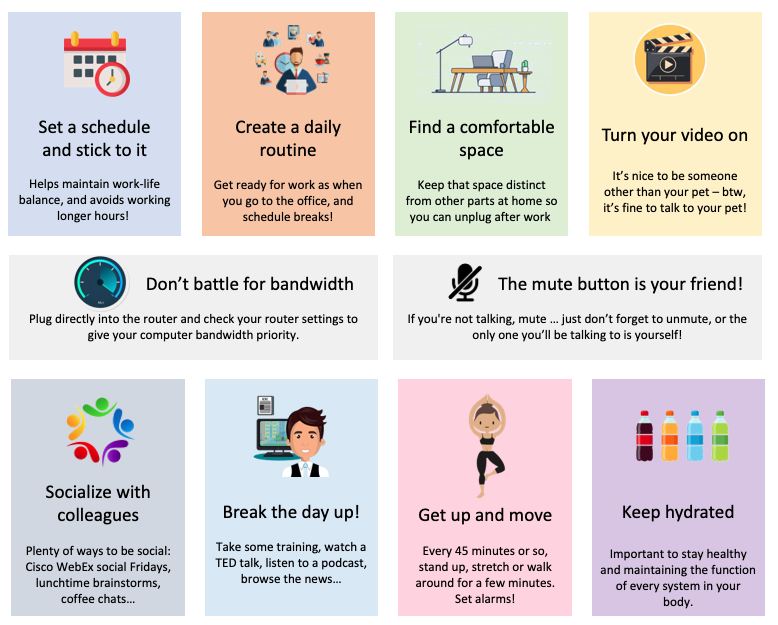 Set a schedule
and stick to it
Helps maintain work-life
balance, and avoids working
longer hours!
Create a daily
routine
Get ready for work as when
you go to the office, and
schedule breaks!
Find a comfortable
space
Keep that space distinct
from other parts at home so
you can unplug after work
Turn your video on
It’s nice to be someone
other than your pet – btw,
it’s fine to talk to your pet!
Don’t battle for bandwidth
Plug directly into the router and check your router settings to
give your computer bandwidth priority.
The mute button is your friend!
If you're not talking, mute … just don’t forget to unmute, or the
only one you’ll be talking to is yourself!
Socialize with
colleagues
Plenty of ways to be social:
Cisco WebEx social Fridays,
lunchtime brainstorms,
coffee chats…
Break the day up!
Take some training, watch a
TED talk, listen to a podcast,
browse the news…
Get up and move
Every 45 minutes or so,
stand up, stretch or walk
around for a few minutes.
Set alarms!
Keep hydrated
Important to stay healthy
and maintaining the function
of every system in your
body.